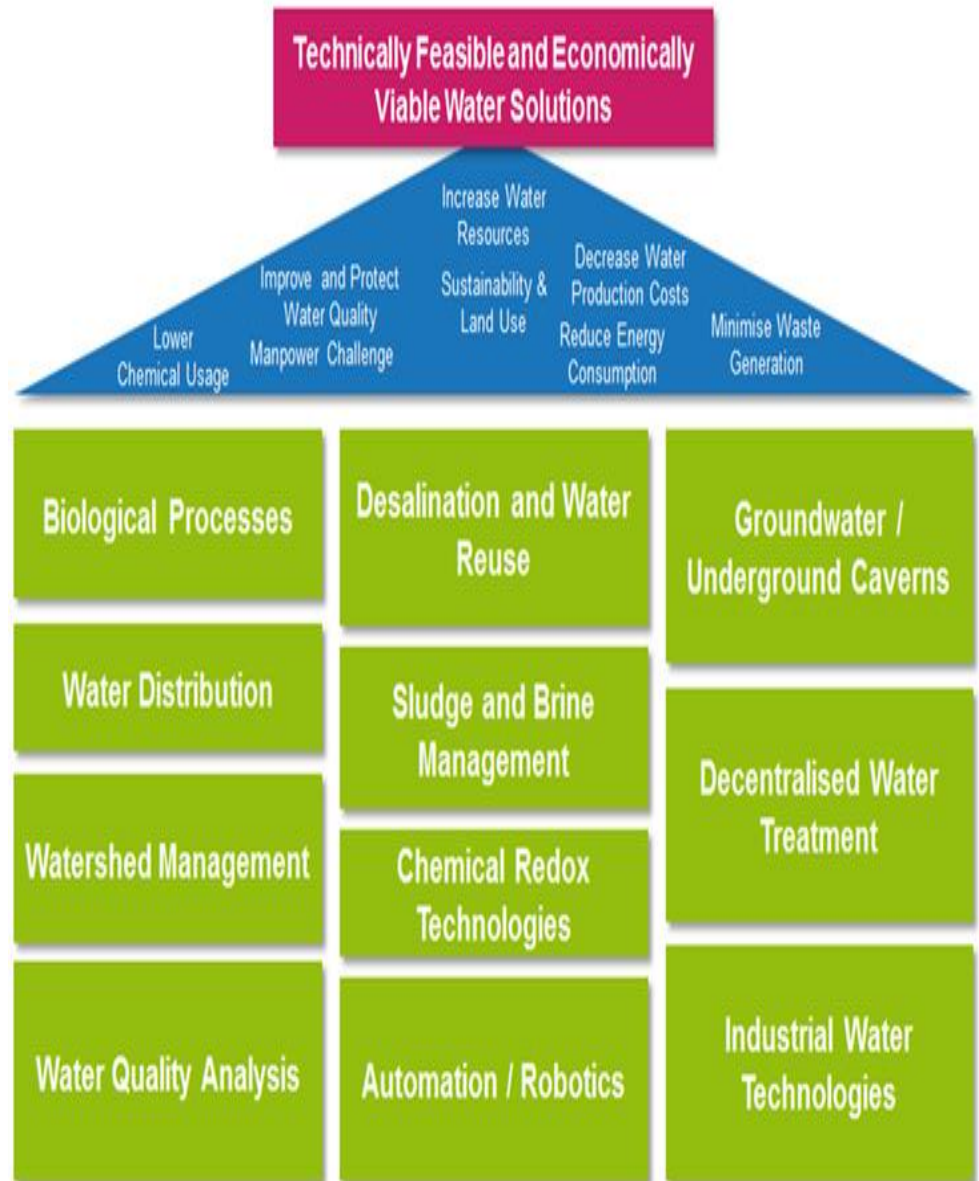 Technically Feasible and Economically
Viable Water Solutions
Increase Water
Resources
Sustainability &
Land Use
Improve and Protect
Water Quality
Manpower Challenge
Decrease Water
Production Costs
Reduce Energy
Consumption
Lower
Chemical Usage
Minimise Waste
Generation
Biological Processes
Water Distribution
Watershed Management
Water Quality Analysis
Desalination and Water
Reuse
Sludge and Brine
Management
Chemical Redox
Technologies
Automation / Robotics
Groundwater /
Underground Caverns
Decentralised Water
Treatment
Industrial Water
Technologies